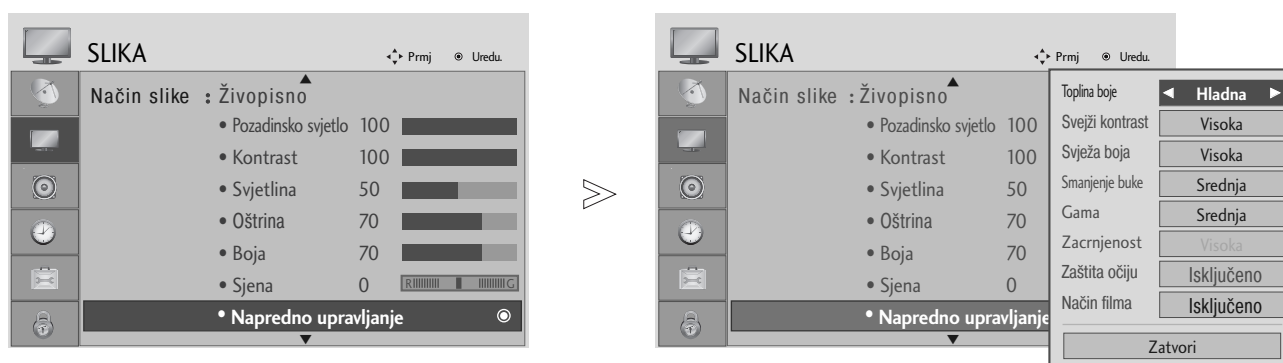 SLIKA
Prmj Uredu.
Način slike : Živopisno
• Pozadinsko svjetlo 100
• Kontrast 100
• Svjetlina 50
• Oštrina 70
• Boja 70
• Sjena 0 R G
• Napredno upravljanje
SLIKA
Prmj Uredu.
Način slike : Živopisno
• Pozadinsko svjetlo 100
• Kontrast 100
• Svjetlina 50
• Oštrina 70
• Boja 70
• Sjena 0
• Napredno upravljanje
Toplina boje Hladna
Svejži kontrast Visoka
Svježa boja Visoka
Smanjenje buke Srednja
Gama Srednja
Zacrnjenost Visoka
Zaštita očiju Isključeno
Način filma Isključeno
Zatvori